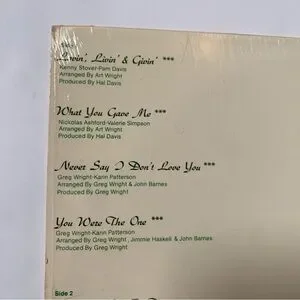 Side 1
Lovin', Livin' & Givin' ***
Kenny Stover-Pam Davis
Arranged By Art Wright
Produced By Hal Davis
What You Gave Me ***
Nickolas Ashford-Valerie Simpson
Arranged By Art Wright
Produced By Hal Davis
Never Say I Don't Love You ***
Greg Wright-Karin Patterson
Arranged By Greg Wright & John Barnes
Produced By Greg Wright
You Were The One ***
Greg Wright-Karin Patterson
Arranged By Greg Wright, Jimmie Haskell & John Barnes
Produced By Greg Wright
Side 2